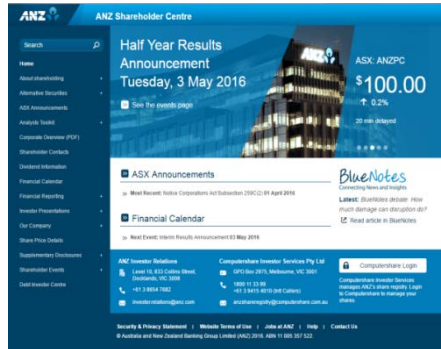 ANZ
ANZ Shareholder Centre
Search
Home
About shareholding
Alternative Securities
ASX Announcements
Analysts Toolkit
Corporate Overview (PDF)
Shareholder Contacts
Dividend Information
Financial Calendar
Financial Reporting
Investor Presentations
Our Company
Share Price Details
Supplementary Disclosures
Shareholder Events
Debt Investor Centre
Half Year Results
Announcement
Tuesday, 3 May 2016
See the events page
ANZ
ASX: ANZPC
$100.00
↑ 0.2%
20 min delayed
ASX Announcements
Most Recent: Notice Corporations Act Subsection 259C(2) 01 April 2016
Financial Calendar
Next Event: Interim Results Announcement 03 May 2016
BlueNotes
Connecting News and Insights
Latest: BlueNotes debate: How
much damage can disruption do?
Read article in BlueNotes
ANZ Investor Relations
Level 10, 833 Collins Street,
Docklands, VIC 3008
+61 3 8654 7682
investor.relations@anz.com
Computershare Investor Services Pty Ltd
GPO Box 2975, Melbourne, VIC 3001
1800 11 33 99
+61 3 9415 4010 (Intl Callers)
anzshareregistry@computershare.com.au
Computershare Login
Computershare Investor Services
manages ANZ's share registry. Login
to Computershare to manage your
shares.
Security & Privacy Statement | Website Terms of Use | Jobs at ANZ | Help | Contact Us
© Australia and New Zealand Banking Group Limited (ANZ) 2016. ABN 11 005 357 522.